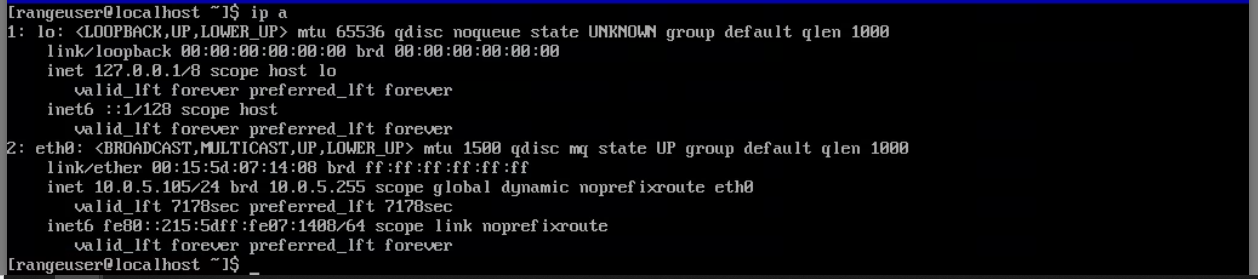 [rangeuser@localhost ~]$ ip a
1: lo: <LOOPBACK,UP,LOWER_UP> mtu 65536 qdisc noqueue state UNKNOWN group default qlen 1000
    link/loopback 00:00:00:00:00:00 brd 00:00:00:00:00:00
    inet 127.0.0.1/8 scope host lo
       valid_lft forever preferred_lft forever
    inet6 ::1/128 scope host
       valid_lft forever preferred_lft forever
2: eth0: <BROADCAST,MULTICAST,UP,LOWER_UP> mtu 1500 qdisc mq state UP group default qlen 1000
    link/ether 00:15:5d:07:14:08 brd ff:ff:ff:ff:ff:ff
    inet 10.0.5.105/24 brd 10.0.5.255 scope global dynamic noprefixroute eth0
       valid_lft 7178sec preferred_lft 7178sec
    inet6 fe80::215:5dff:fe07:1408/64 scope link noprefixroute
       valid_lft forever preferred_lft forever
[rangeuser@localhost ~]$ _